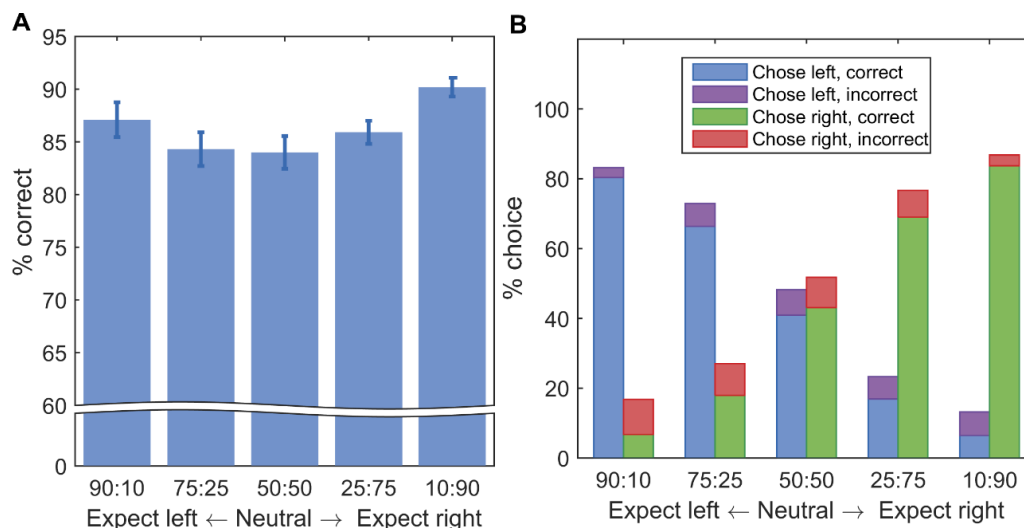 A
% correct
95
90
85
80
75
70
65
60
0
90:10 75:25 50:50 25:75 10:90
Expect left ← Neutral → Expect right
B
% choice
Chose left, correct
Chose left, incorrect
Chose right, correct
Chose right, incorrect
100
80
60
40
20
0
90:10 75:25 50:50 25:75 10:90
Expect left ← Neutral → Expect right